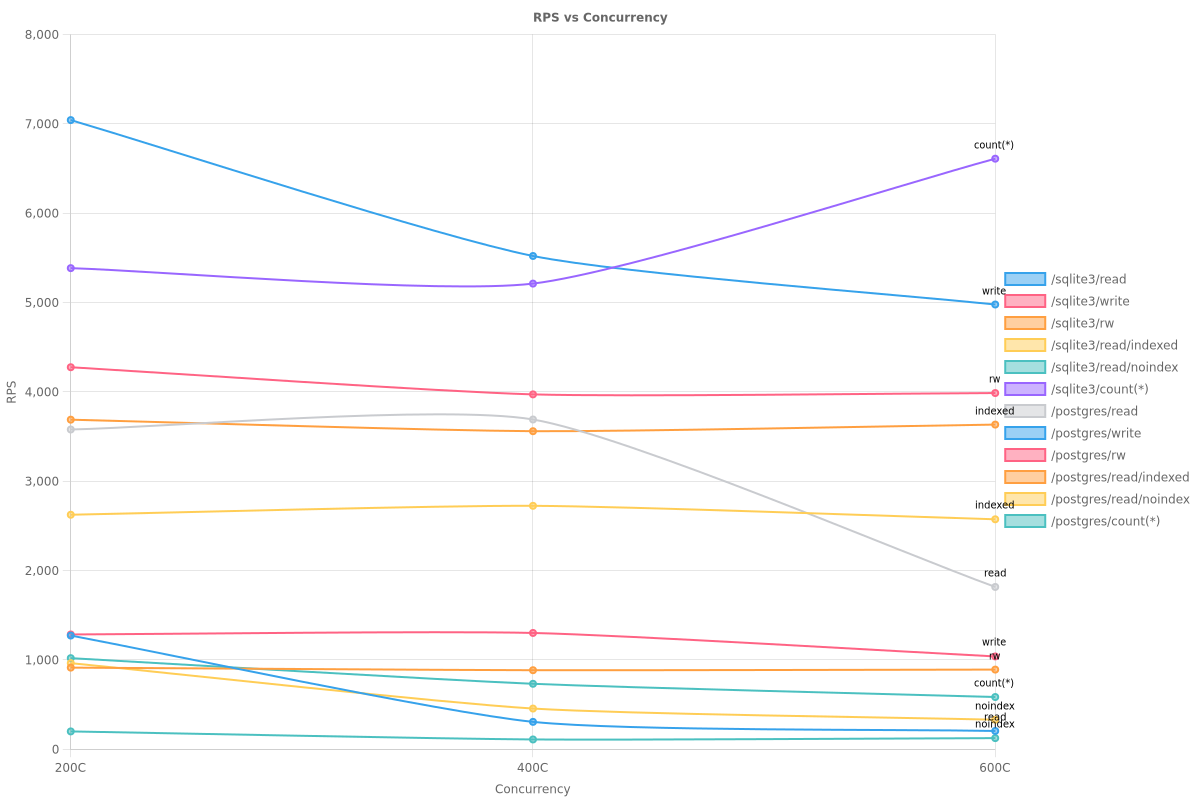 RPS vs Concurrency
8,000
7,000
6,000
5,000
4,000
3,000
2,000
1,000
0
RPS
200C
400C
600C
Concurrency
count(*)
write
rw
indexed
indexed
read
write
rw
count(*)
noindex
read
noindex
/sqlite3/read
/sqlite3/write
/sqlite3/rw
/sqlite3/read/indexed
/sqlite3/read/noindex
/sqlite3/count(*)
/postgres/read
/postgres/write
/postgres/rw
/postgres/read/indexed
/postgres/read/noindex
/postgres/count(*)